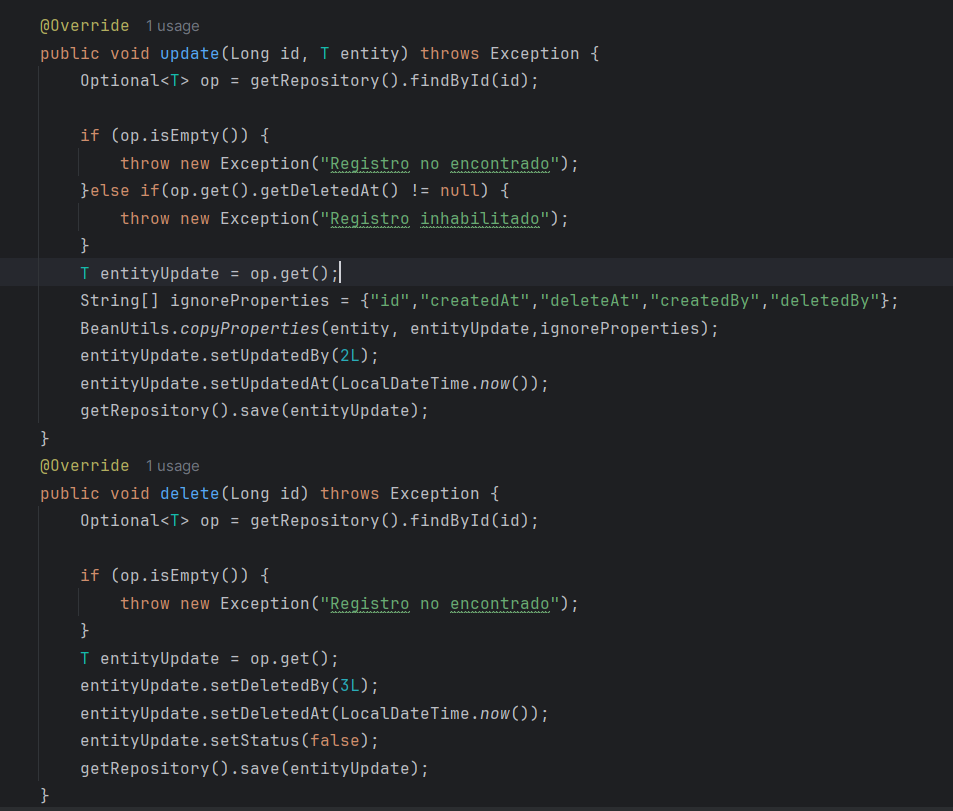 @Override 1 usage
public void update(Long id, T entity) throws Exception {
Optional<T> op = getRepository().findById(id);
if (op.isEmpty()) {
throw new Exception("Registro no encontrado");
}else if(op.get().getDeletedAt() != null) {
throw new Exception("Registro inhabilitado");
}
T entityUpdate = op.get();
String[] ignoreProperties = {"id","createdAt","deleteAt","createdBy","deletedBy"};
BeanUtils.copyProperties(entity, entityUpdate,ignoreProperties);
entityUpdate.setUpdatedBy(2L);
entityUpdate.setUpdatedAt(LocalDateTime.now());
getRepository().save(entityUpdate);
}
@Override 1 usage
public void delete(Long id) throws Exception {
Optional<T> op = getRepository().findById(id);
if (op.isEmpty()) {
throw new Exception("Registro no encontrado");
}
T entityUpdate = op.get();
entityUpdate.setDeletedBy(3L);
entityUpdate.setDeletedAt(LocalDateTime.now());
entityUpdate.setStatus(false);
getRepository().save(entityUpdate);
}